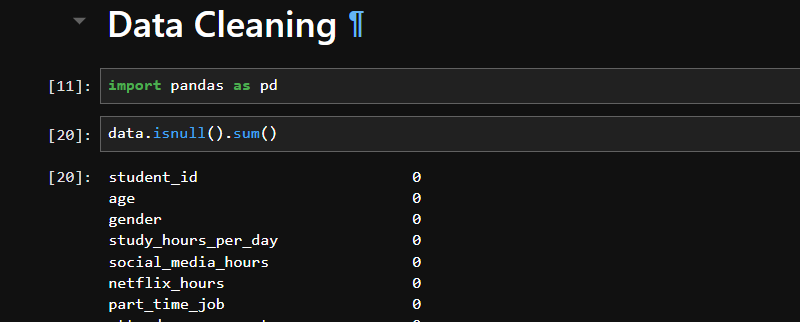 Data Cleaning ¶
[11]: import pandas as pd
[20]: data.isnull().sum()
[20]: student_id 0
age 0
gender 0
study_hours_per_day 0
social_media_hours 0
netflix_hours 0
part_time_job 0